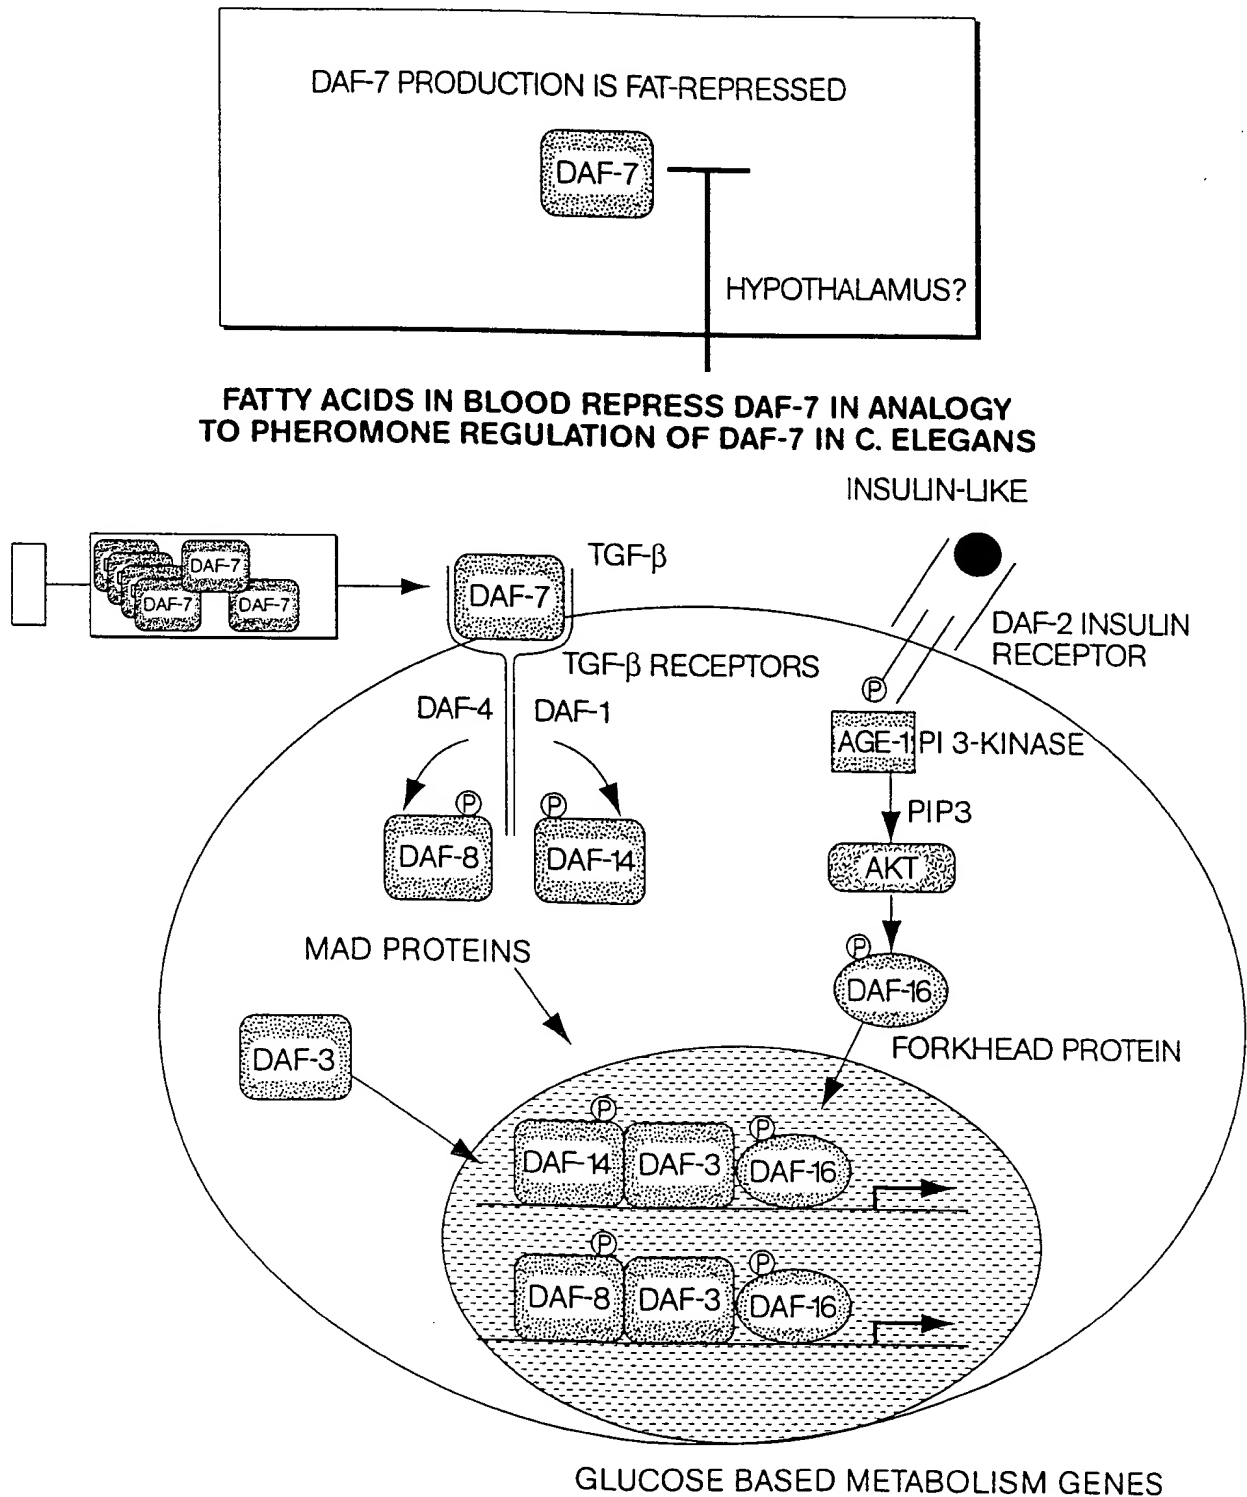 DAF-7 PRODUCTION IS FAT-REPRESSED
DAF-7
HYPOTHALAMUS?
FATTY ACIDS IN BLOOD REPRESS DAF-7 IN ANALOGY
TO PHEROMONE REGULATION OF DAF-7 IN C. ELEGANS
INSULIN-LIKE
DAF-7
DAF-7
DAF-7
DAF-7
TGF-β
DAF-2 INSULIN
RECEPTOR
TGF-β RECEPTORS
DAF-4
DAF-1
P
AGE-1 PI 3-KINASE
PIP3
P
P
DAF-8
DAF-14
AKT
MAD PROTEINS
P
DAF-16
FORKHEAD PROTEIN
DAF-3
P
P
DAF-14
DAF-3
DAF-16
P
P
DAF-8
DAF-3
DAF-16
GLUCOSE BASED METABOLISM GENES